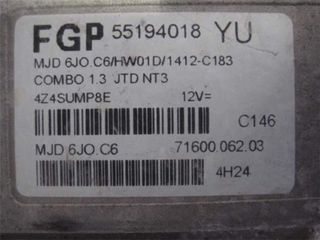 FGP 55194018 YU
MJD 6JO.C6/HW01D/1412-C183
COMBO 1.3 JTD NT3
4Z4SUMP8E 12V=
C146
MJD 6JO.C6 71600.062.03
4H24